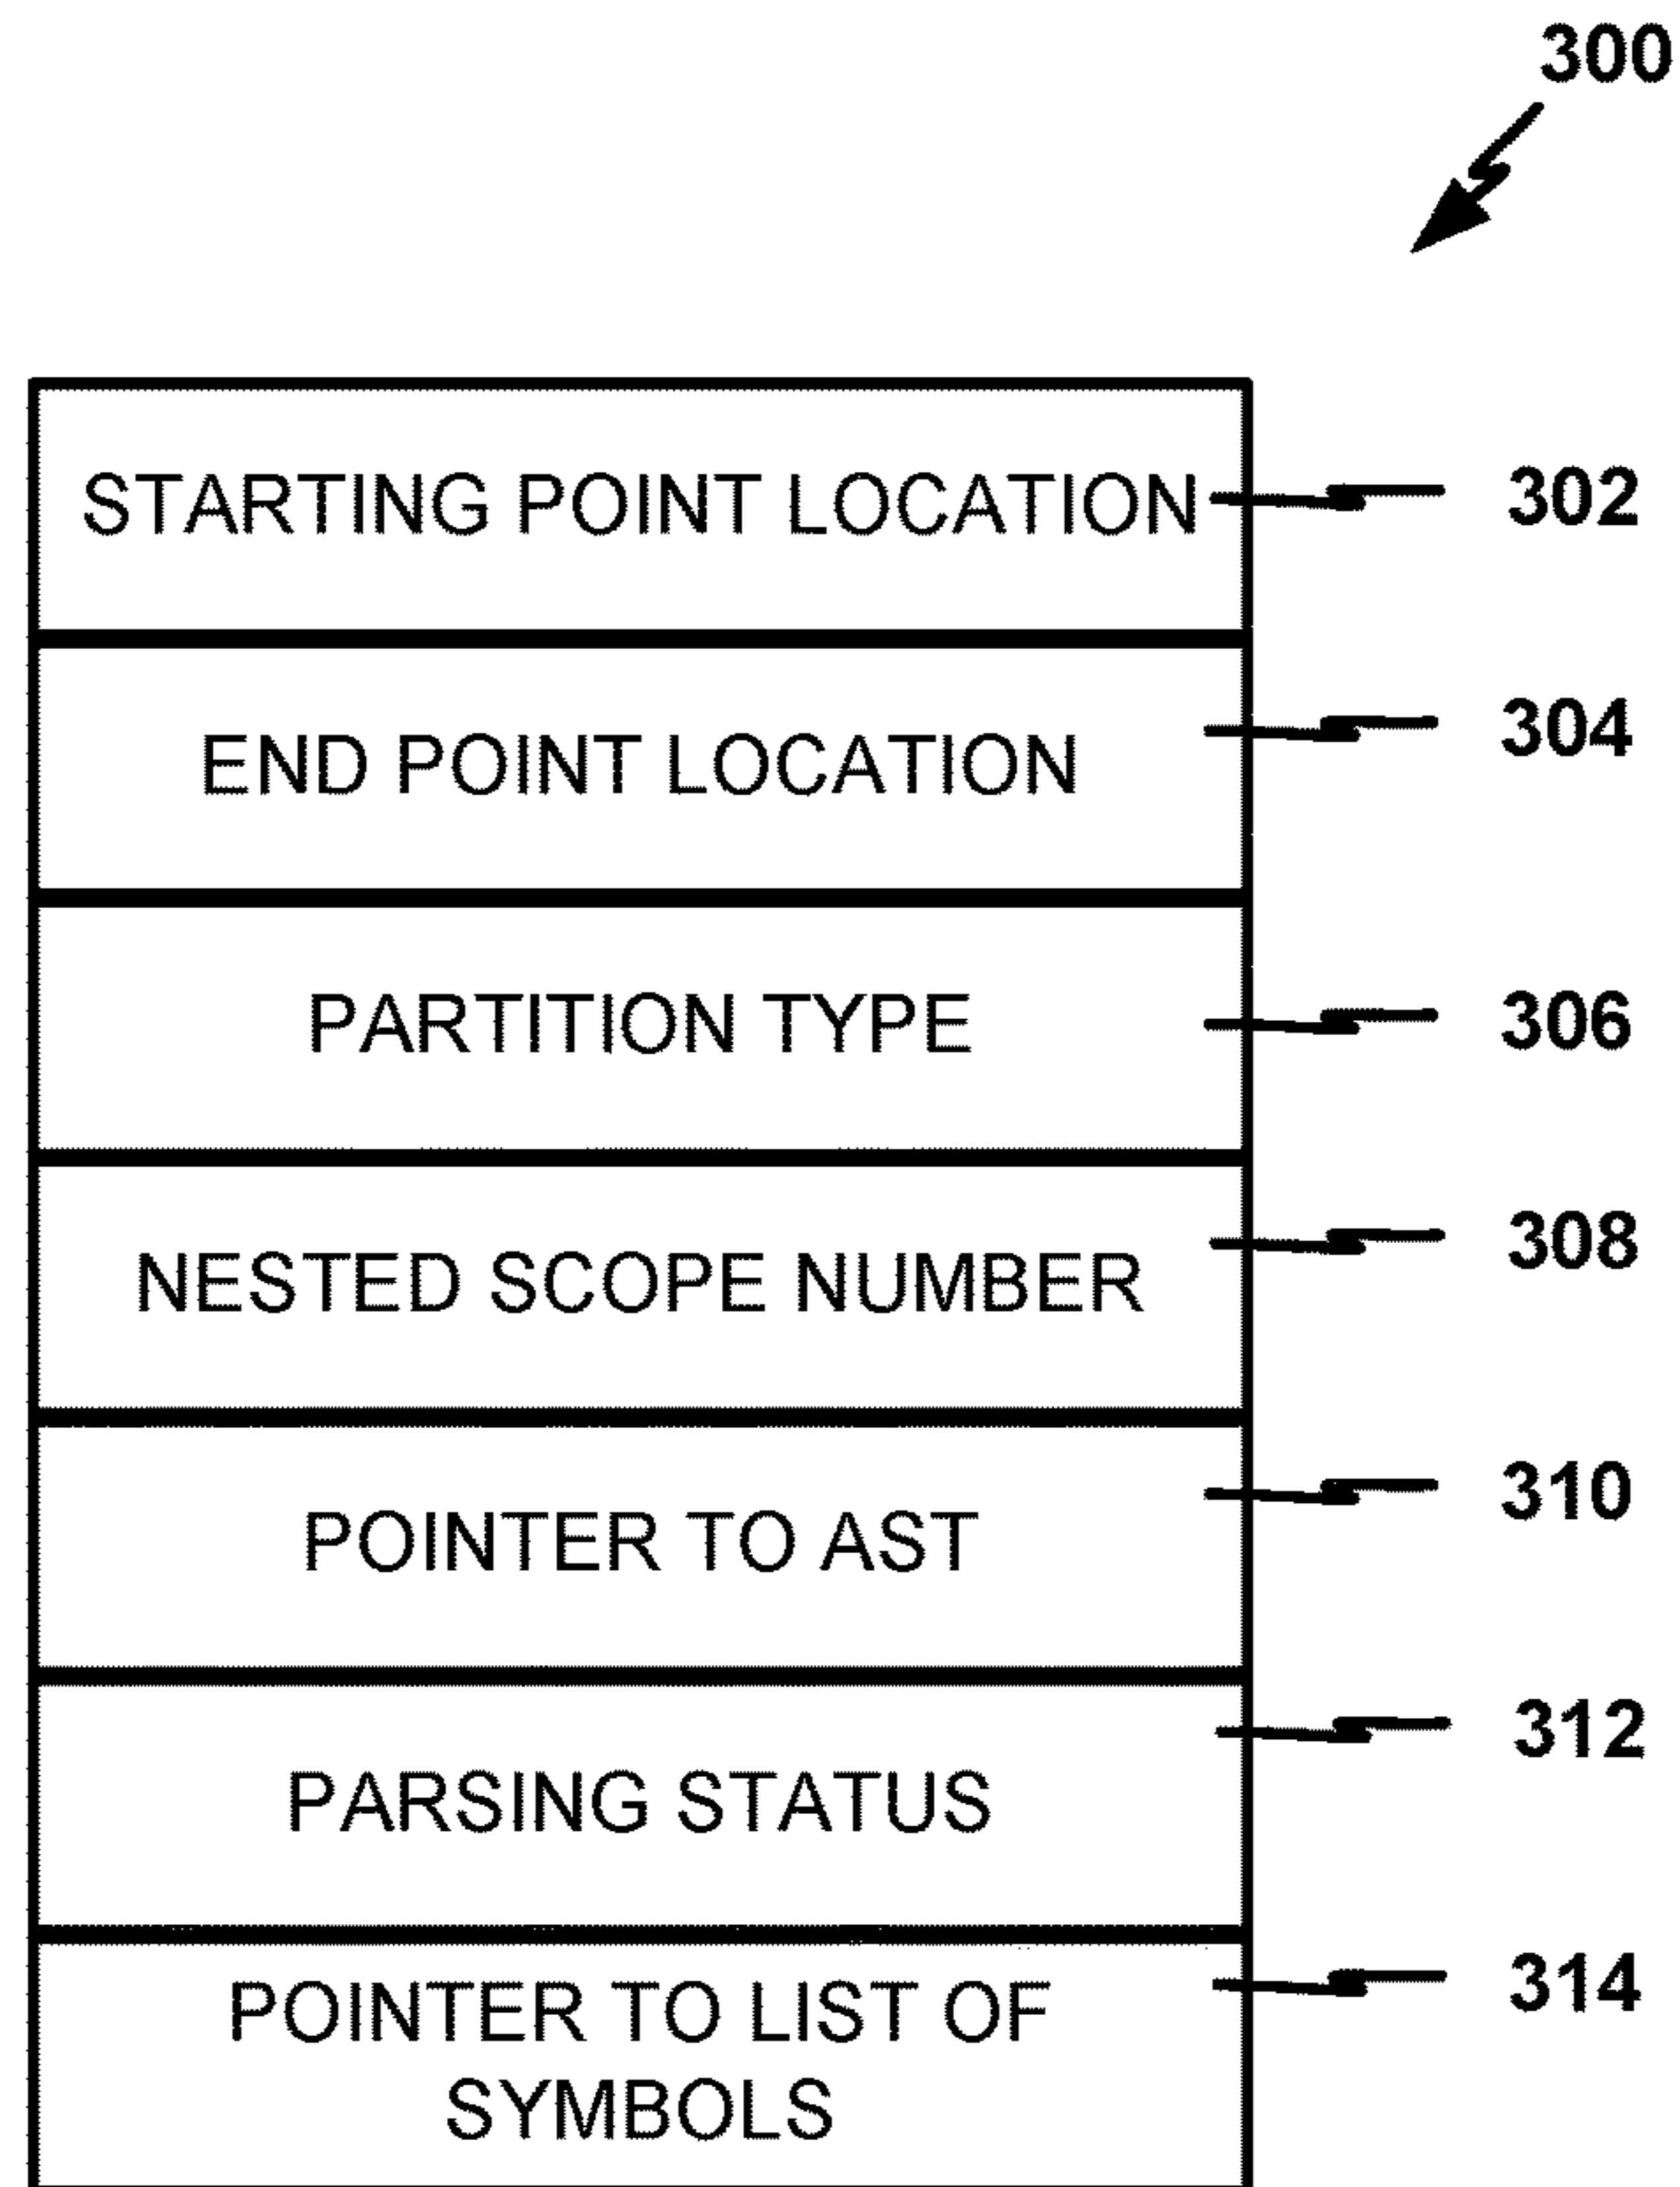 300
STARTING POINT LOCATION 302
END POINT LOCATION 304
PARTITION TYPE 306
NESTED SCOPE NUMBER 308
POINTER TO AST 310
PARSING STATUS 312
POINTER TO LIST OF 314
SYMBOLS